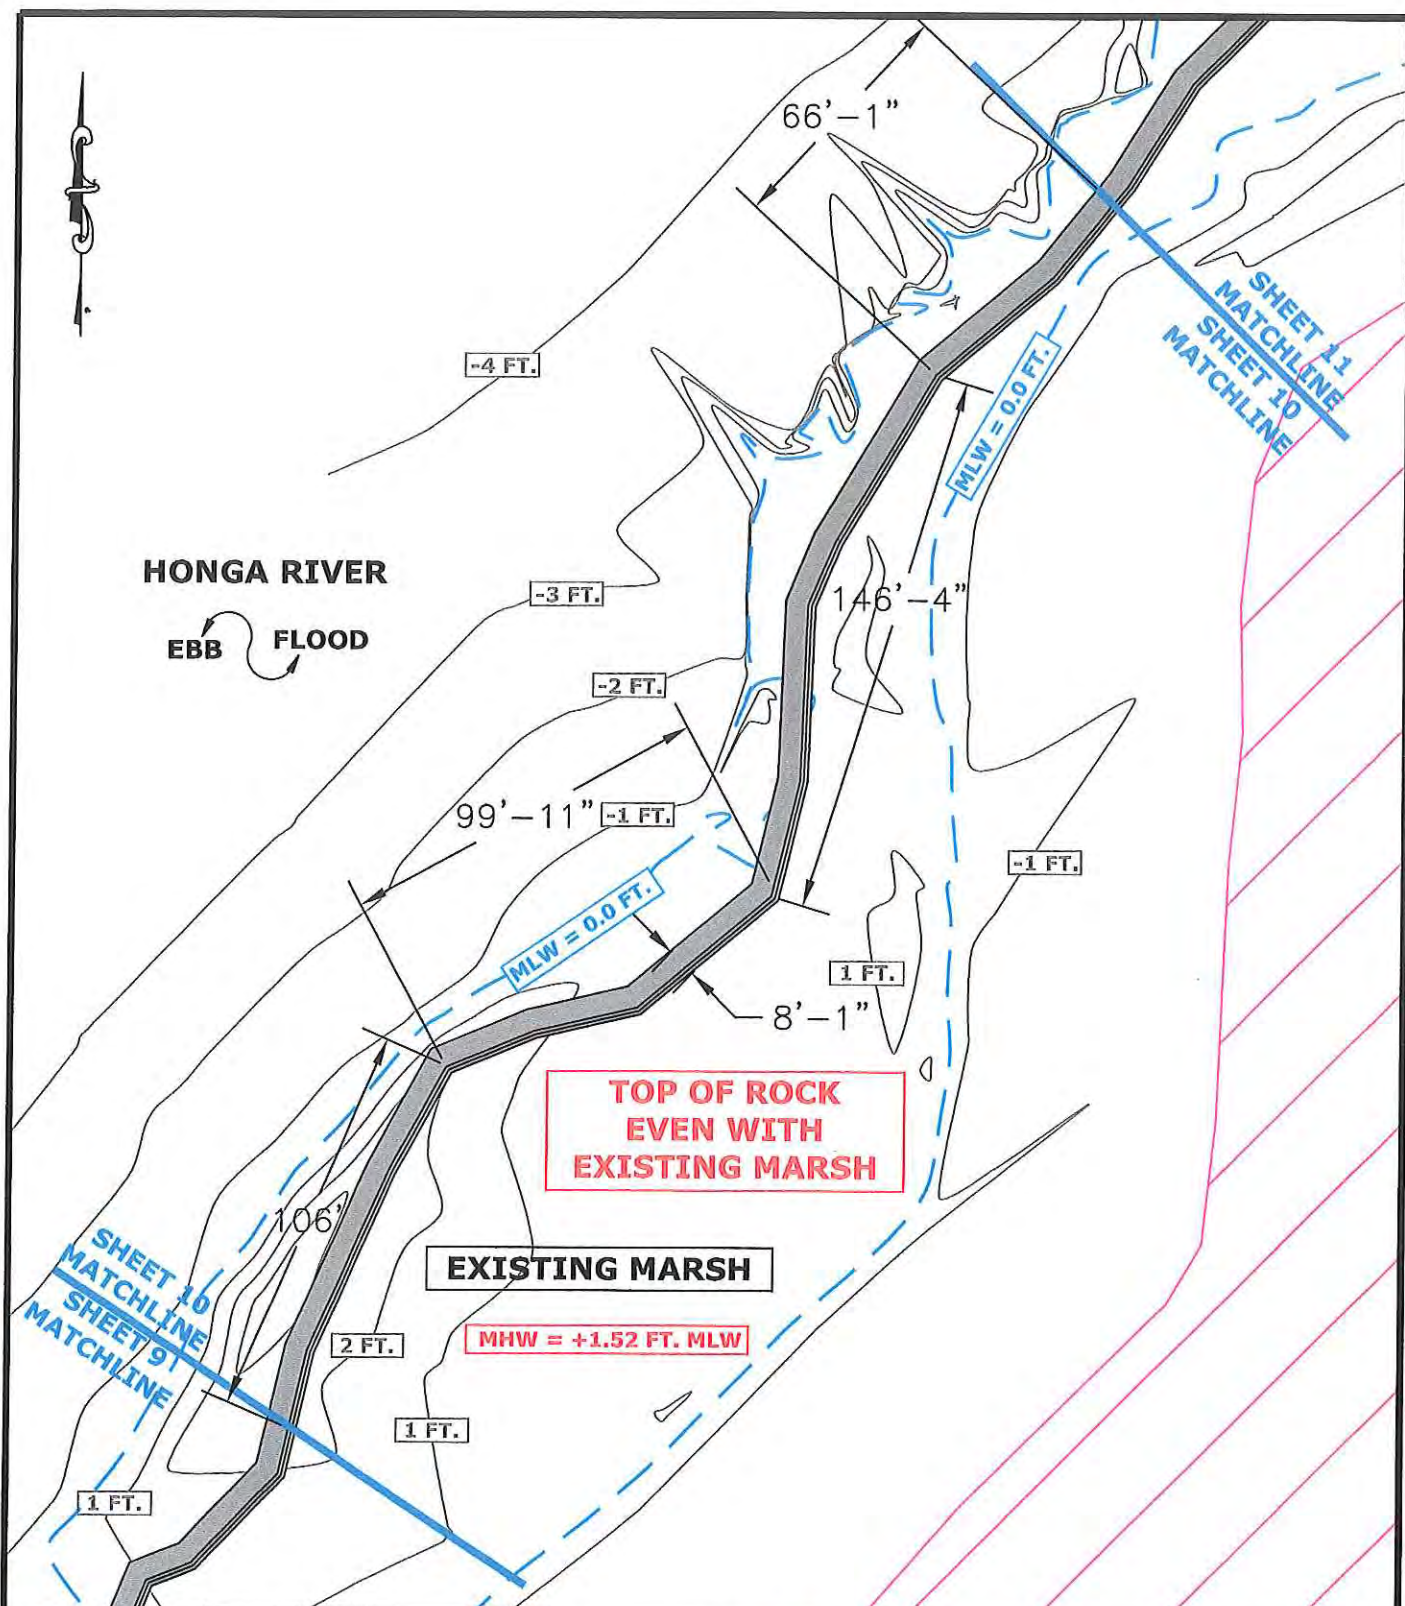 66'-1"
SHEET 11
MATCHLINE
SHEET 10
MATCHLINE
-4 FT.
MLW = 0.0 FT.
HONGA RIVER
EBB
FLOOD
-3 FT.
146'-4"
-2 FT.
99'-11"
-1 FT.
-1 FT.
MLW = 0.0 FT.
1 FT.
8'-1"
TOP OF ROCK
EVEN WITH
EXISTING MARSH
106'
EXISTING MARSH
SHEET 10
MATCHLINE
SHEET 9
MATCHLINE
2 FT.
MHW = +1.52 FT. MLW
1 FT.
1 FT.